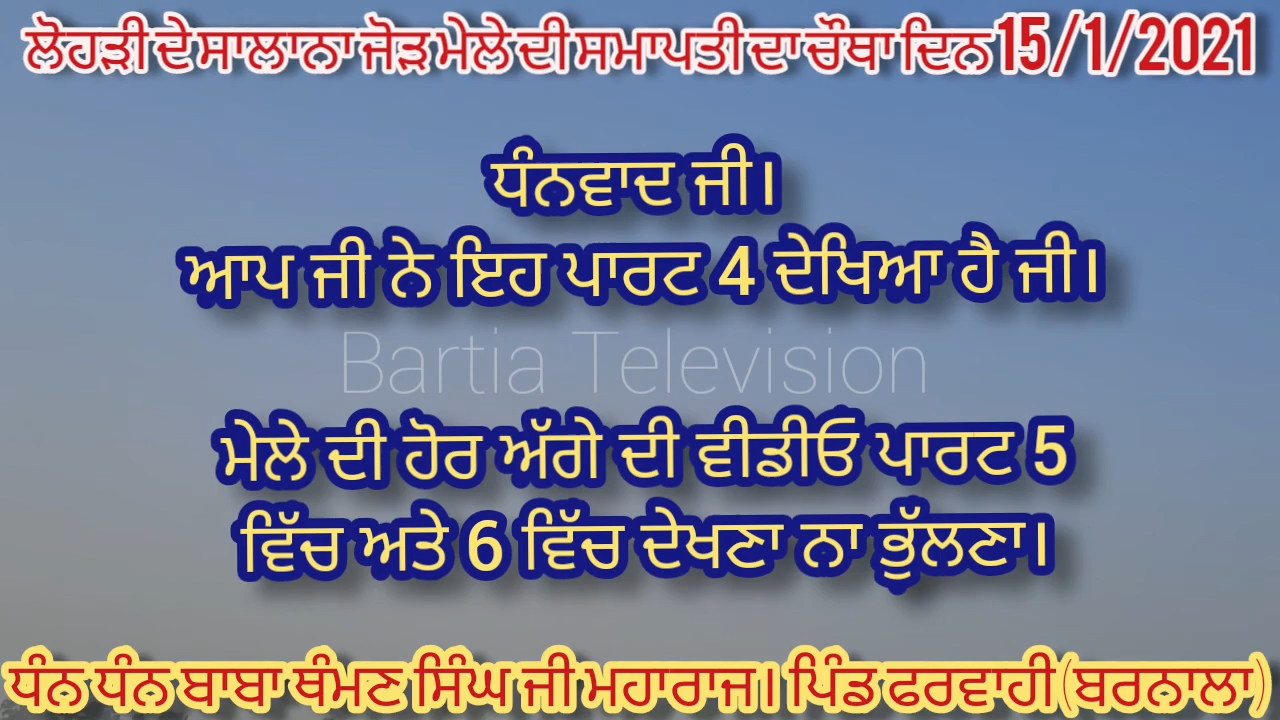 ਲੋਹੜੀ ਦੇ ਸਾਲਾਨਾ ਜੋੜ ਮੇਲੇ ਦੀ ਸਮਾਪਤੀ ਦਾ ਚੌਥਾ ਦਿਨ 15/1/2021
ਧੰਨਵਾਦ ਜੀ।
ਆਪ ਜੀ ਨੇ ਇਹ ਪਾਰਟ 4 ਦੇਖਿਆ ਹੈ ਜੀ।
Bartia Television
ਮੇਲੇ ਦੀ ਹੋਰ ਅੱਗੇ ਦੀ ਵੀਡੀਓ ਪਾਰਟ 5
ਵਿੱਚ ਅਤੇ 6 ਵਿੱਚ ਦੇਖਣਾ ਨਾ ਭੁੱਲਣਾ।
ਧੰਨ ਧੰਨ ਬਾਬਾ ਥੰਮਣ ਸਿੰਘ ਜੀ ਮਹਾਰਾਜ। ਪਿੰਡ ਫਰਵਾਹੀ (ਬਰਨਾਲਾ)